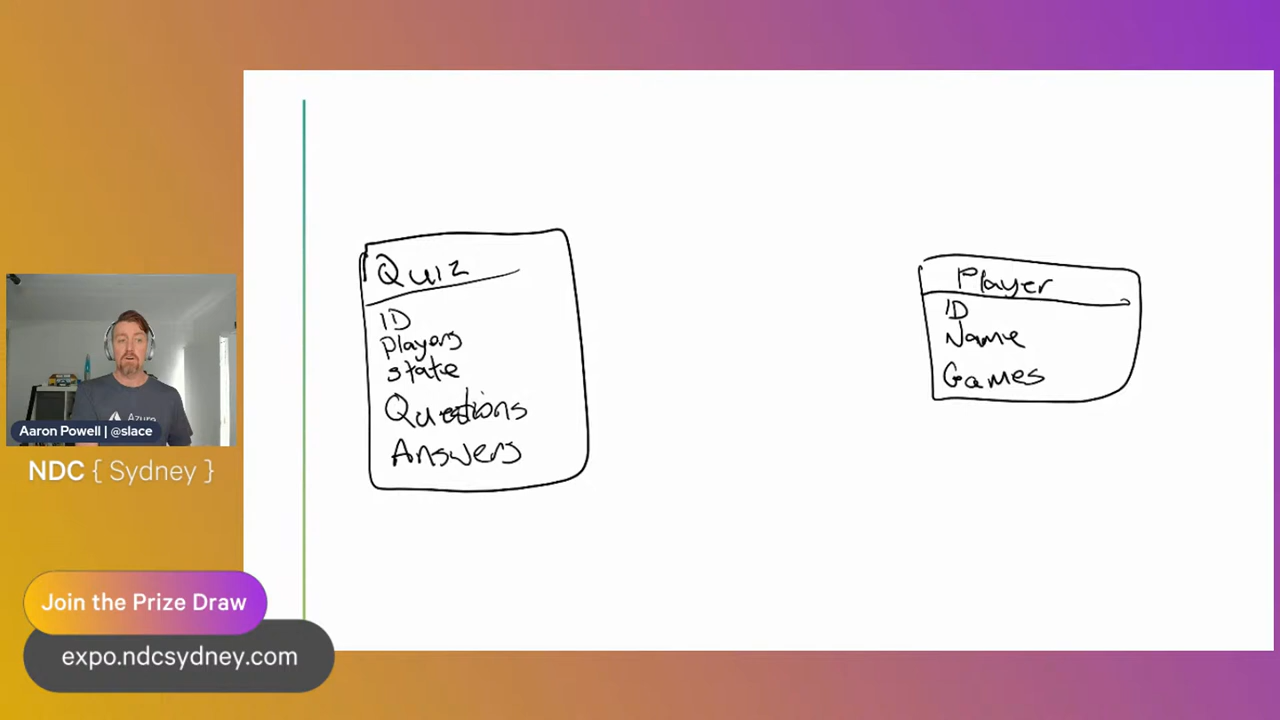 Quiz
ID
Players
state
Questions
Answers
Player
ID
Name
Games
Azure
Aaron Powell | @slace
NDC { Sydney }
Join the Prize Draw
expo.ndcsydney.com